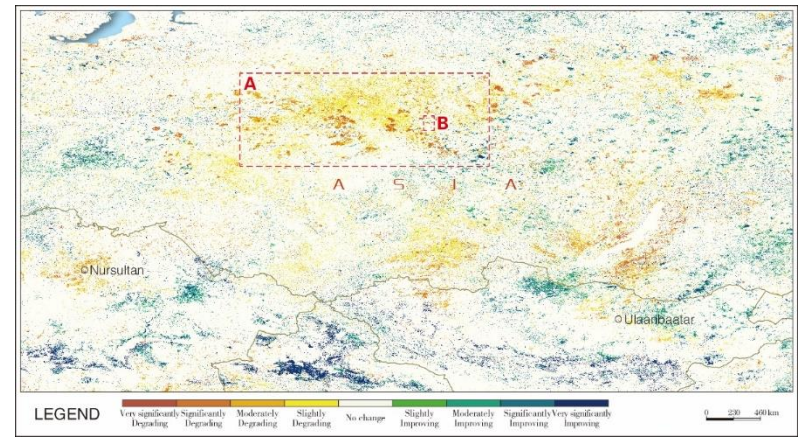 A
B
A S I A
Nursultan
Ulaanbaatar
LEGEND
Very significantly Degrading
Significantly Degrading
Moderately Degrading
Slightly Degrading
No change
Slightly Improving
Moderately Improving
Significantly Improving
Very significantly Improving
0 230 460 km